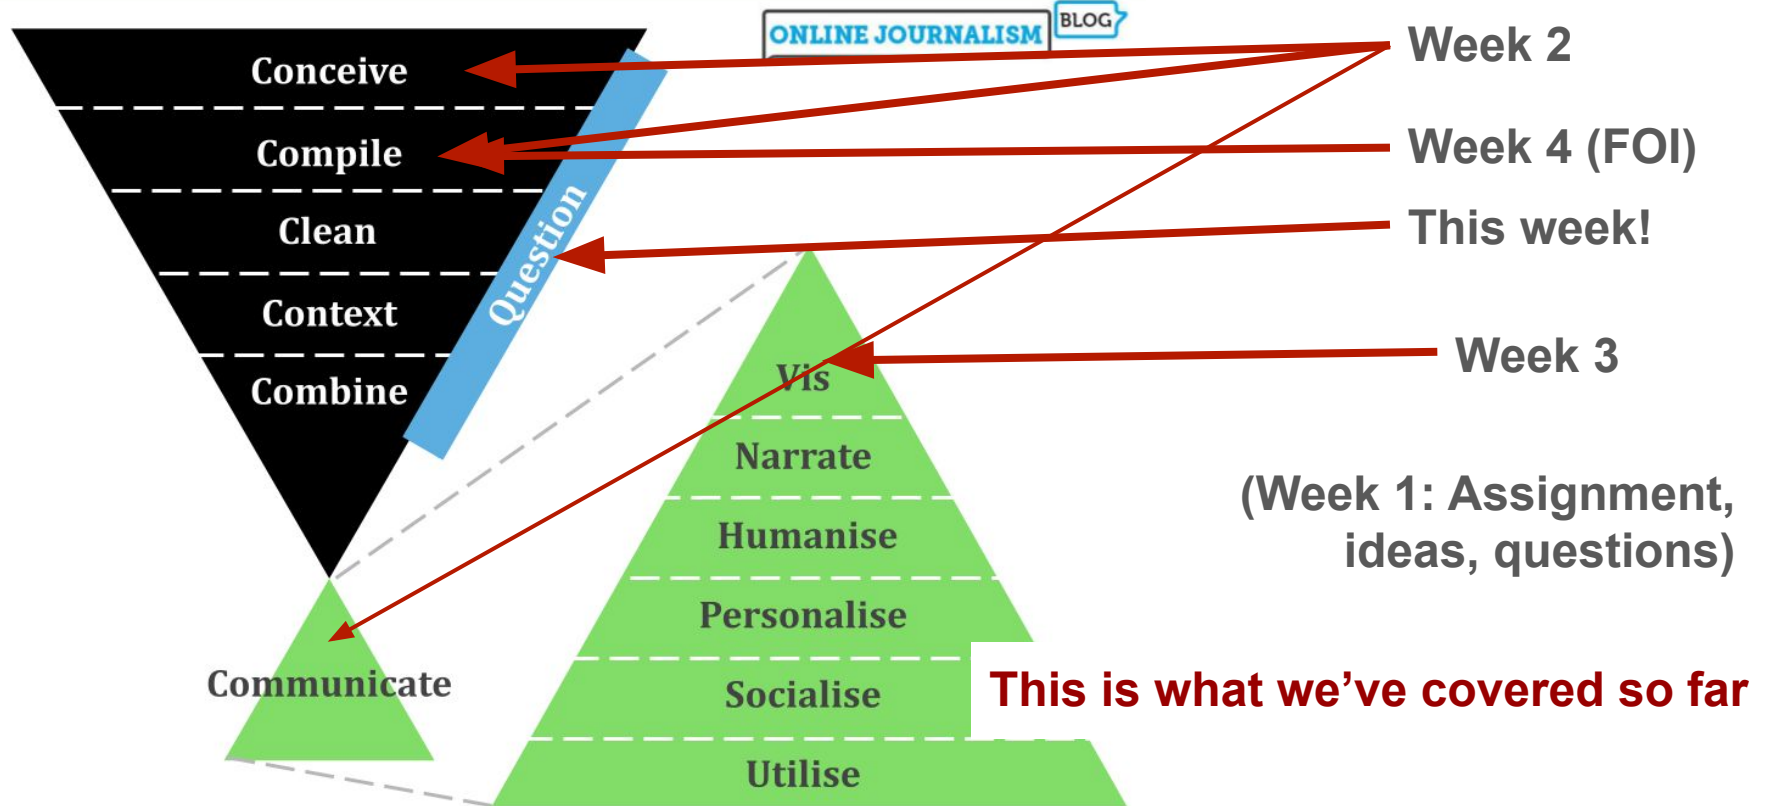 ONLINE JOURNALISM
BLOG
Conceive
Compile
Clean
Context
Combine
Question
Communicate
Vis
Narrate
Humanise
Personalise
Socialise
Utilise
Week 2
Week 4 (FOI)
This week!
Week 3
(Week 1: Assignment,
ideas, questions)
This is what we’ve covered so far